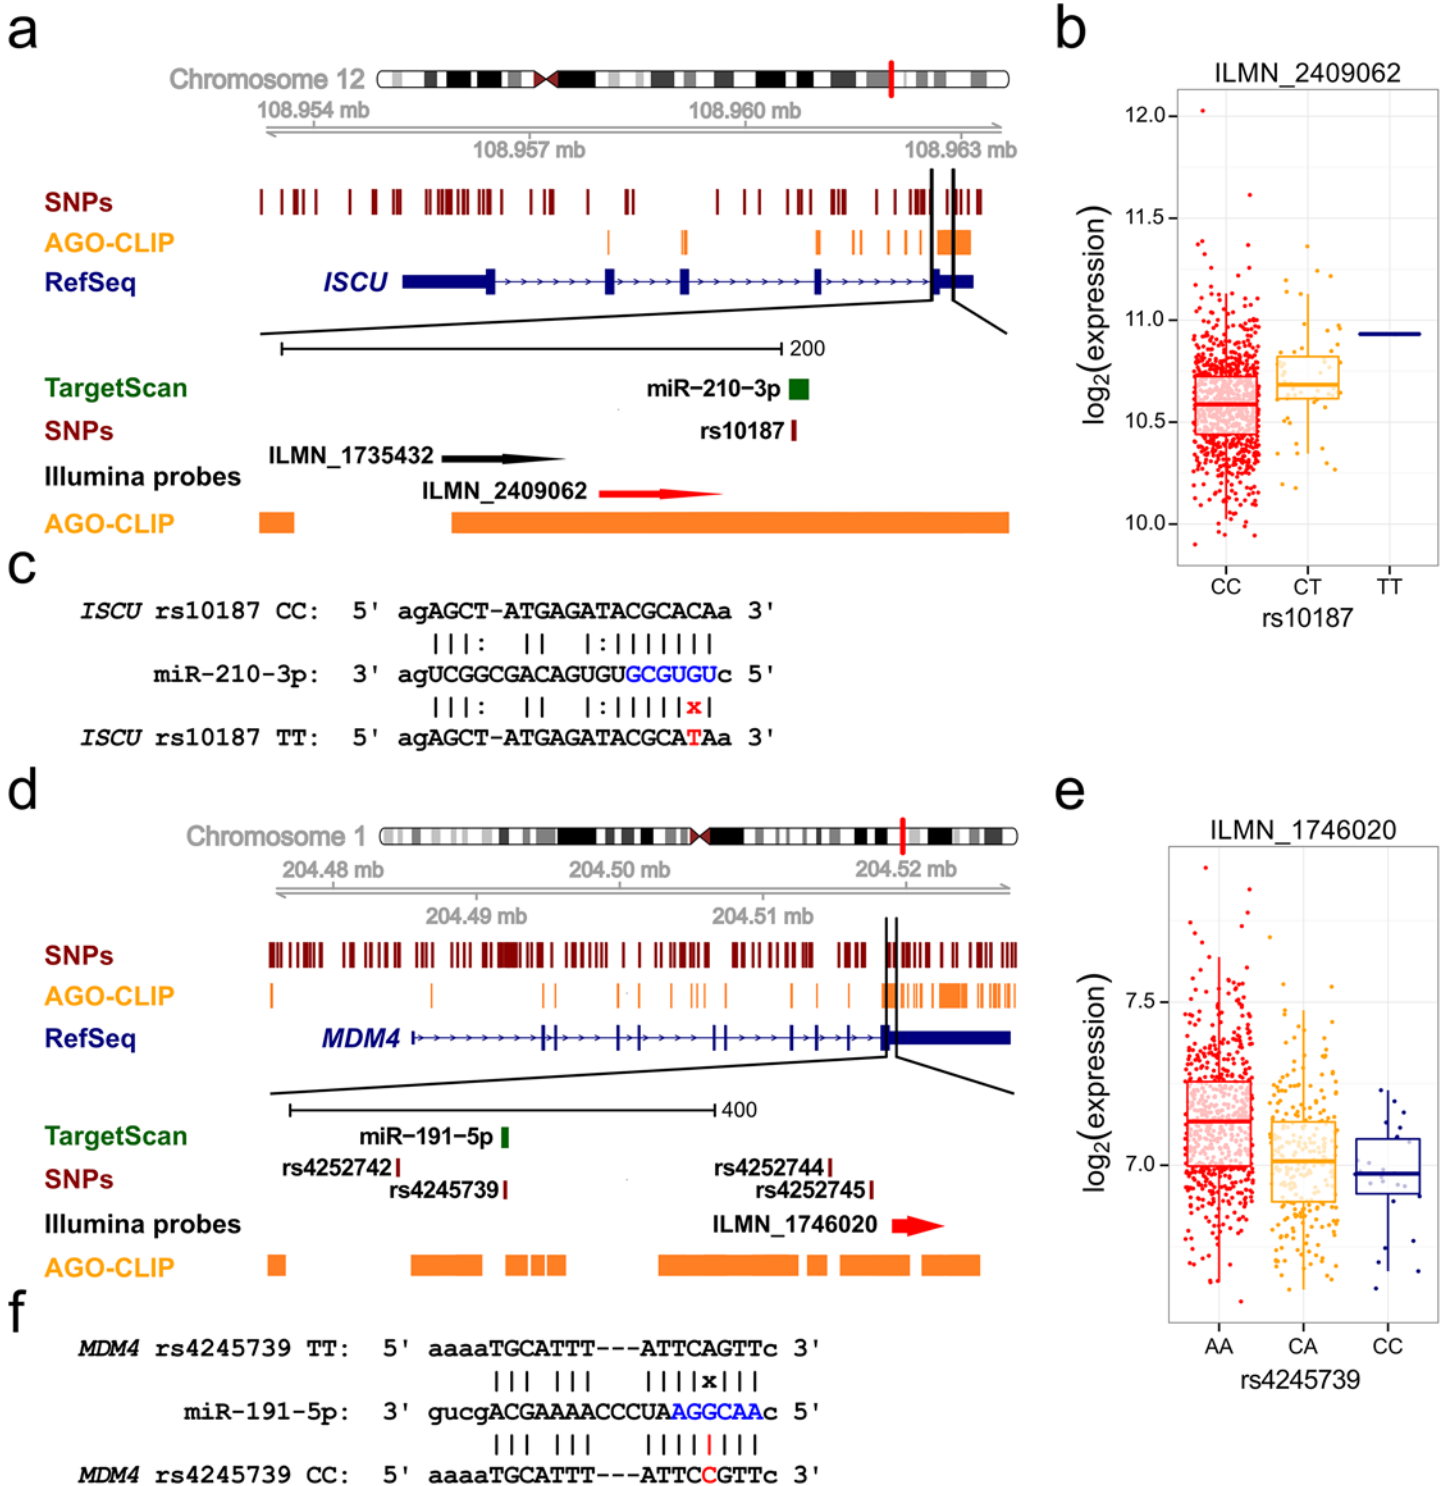 a
Chromosome 12
108.954 mb
108.960 mb
108.957 mb
108.963 mb
SNPs
AGO-CLIP
RefSeq
ISCU
200
TargetScan
miR-210-3p
SNPs
rs10187
ILMN_1735432
Illumina probes
ILMN_2409062
AGO-CLIP
b
ILMN_2409062
12.0
11.5
11.0
10.5
10.0
log2(expression)
CC CT TT
rs10187
c
ISCU rs10187 CC: 5' agAGCT-ATGAGATACGCACAa 3'
|||: || |:|||||||
miR-210-3p: 3' agUCGGCGACAGUGUGCGUGUc 5'
|||: || |:|||||x|
ISCU rs10187 TT: 5' agAGCT-ATGAGATACGCATAa 3'
d
Chromosome 1
204.48 mb
204.50 mb
204.52 mb
204.49 mb
204.51 mb
SNPs
AGO-CLIP
RefSeq
MDM4
400
TargetScan
miR-191-5p
rs4252742
rs4252744
SNPs
rs4245739
rs4252745
Illumina probes
ILMN_1746020
AGO-CLIP
e
ILMN_1746020
7.5
7.0
log2(expression)
AA CA CC
rs4245739
f
MDM4 rs4245739 TT: 5' aaaaTGCATTT---ATTCAGTTc 3'
||| ||| ||||x|||
miR-191-5p: 3' gucgACGAAAACCCUAAGGCAAc 5'
||| ||| ||||||||
MDM4 rs4245739 CC: 5' aaaaTGCATTT---ATTCCGTTc 3'